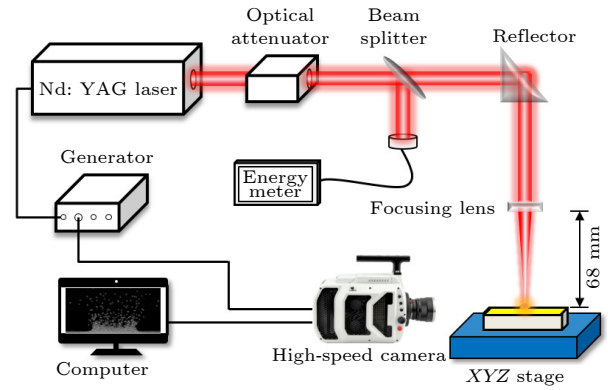 Optical
attenuator
Beam
splitter
Reflector
Nd: YAG laser
Generator
Energy
meter
Focusing lens
68 mm
Computer
High-speed camera
XYZ stage